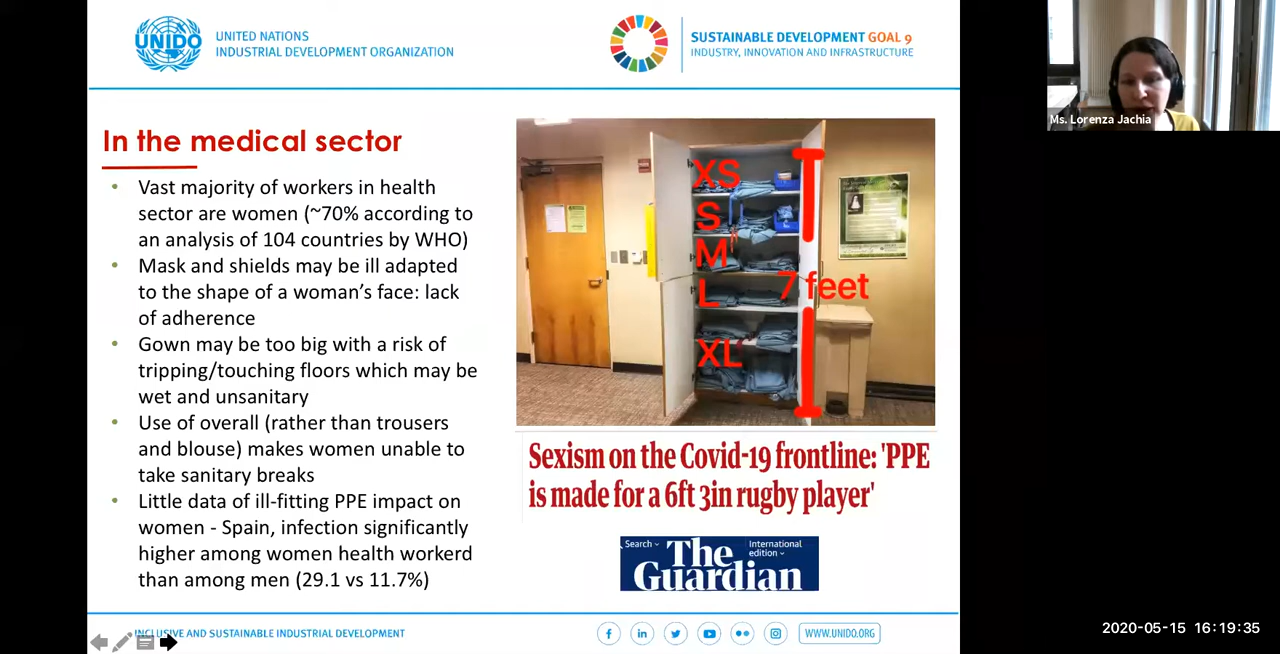 UNIDO
UNITED NATIONS
INDUSTRIAL DEVELOPMENT ORGANIZATION
SUSTAINABLE DEVELOPMENT GOAL 9
INDUSTRY, INNOVATION AND INFRASTRUCTURE
Ms. Lorenza Jachia
In the medical sector
• Vast majority of workers in health
sector are women (~70% according to
an analysis of 104 countries by WHO)
• Mask and shields may be ill adapted
to the shape of a woman's face: lack
of adherence
• Gown may be too big with a risk of
tripping/touching floors which may be
wet and unsanitary
• Use of overall (rather than trousers
and blouse) makes women unable to
take sanitary breaks
• Little data of ill-fitting PPE impact on
women - Spain, infection significantly
higher among women health workerd
than among men (29.1 vs 11.7%)
XS
S
M
L
XL
7 feet
Sexism on the Covid-19 frontline: 'PPE
is made for a 6ft 3in rugby player'
Search
International
edition
The
Guardian
INCLUSIVE AND SUSTAINABLE INDUSTRIAL DEVELOPMENT
WWW.UNIDO.ORG
2020-05-15 16:19:35